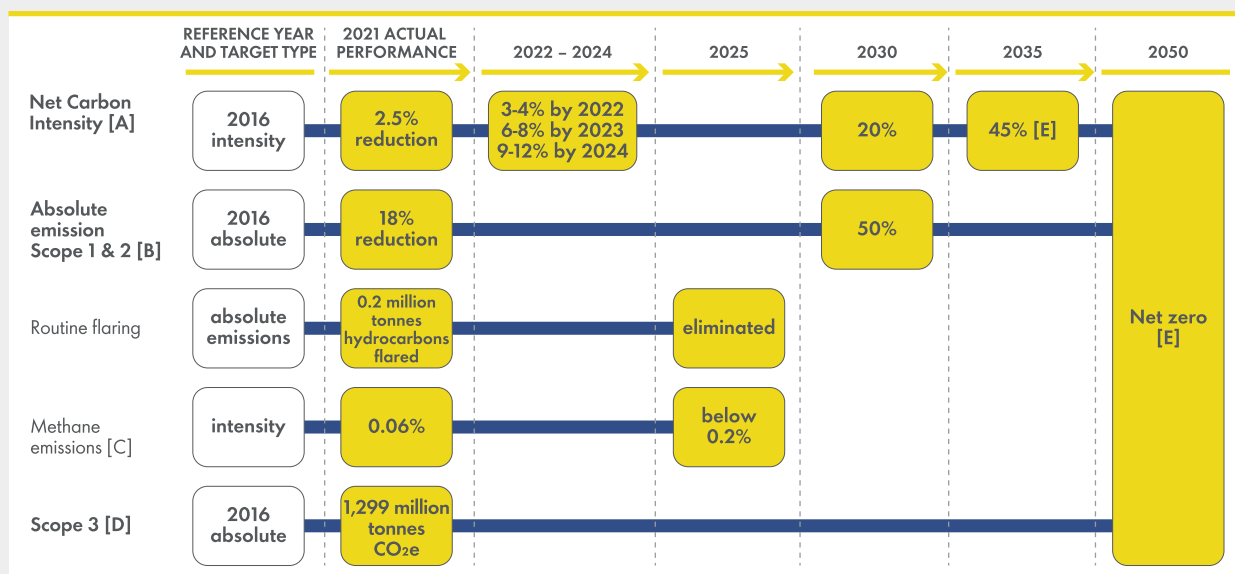 REFERENCE YEAR
AND TARGET TYPE
2021 ACTUAL
PERFORMANCE
2022 – 2024
2025
2030
2035
2050
Net Carbon
Intensity [A]
2016
intensity
2.5%
reduction
3-4% by 2022
6-8% by 2023
9-12% by 2024
20%
45% [E]
Absolute
emission
Scope 1 & 2 [B]
2016
absolute
18%
reduction
50%
Routine flaring
absolute
emissions
0.2 million
tonnes
hydrocarbons
flared
eliminated
Net zero
[E]
Methane
emissions [C]
intensity
0.06%
below
0.2%
Scope 3 [D]
2016
absolute
1,299 million
tonnes
CO2e